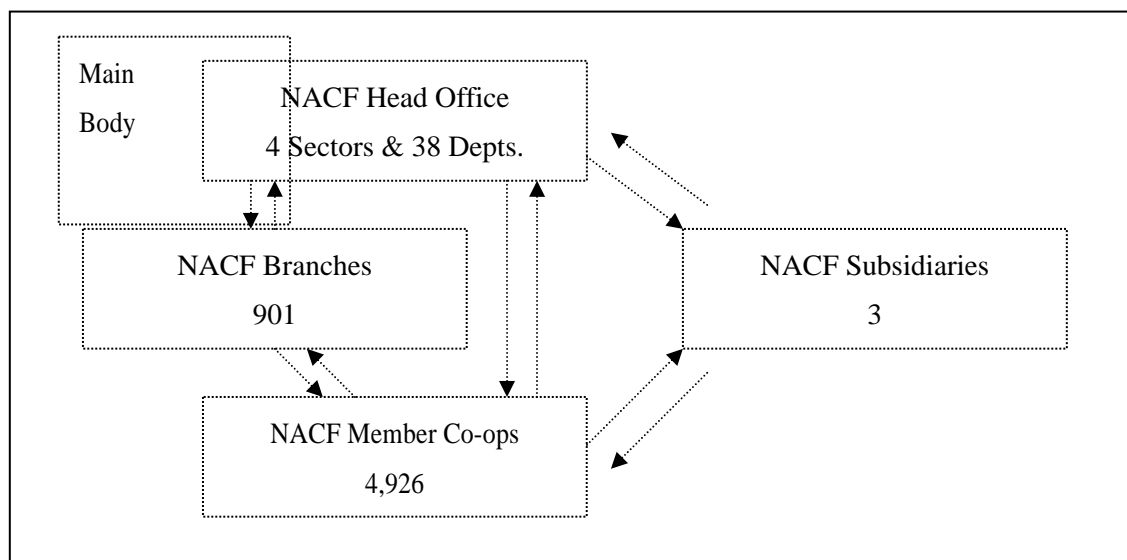 Main
Body
NACF Head Office
4 Sectors & 38 Depts.
NACF Branches
901
NACF Subsidiaries
3
NACF Member Co-ops
4,926